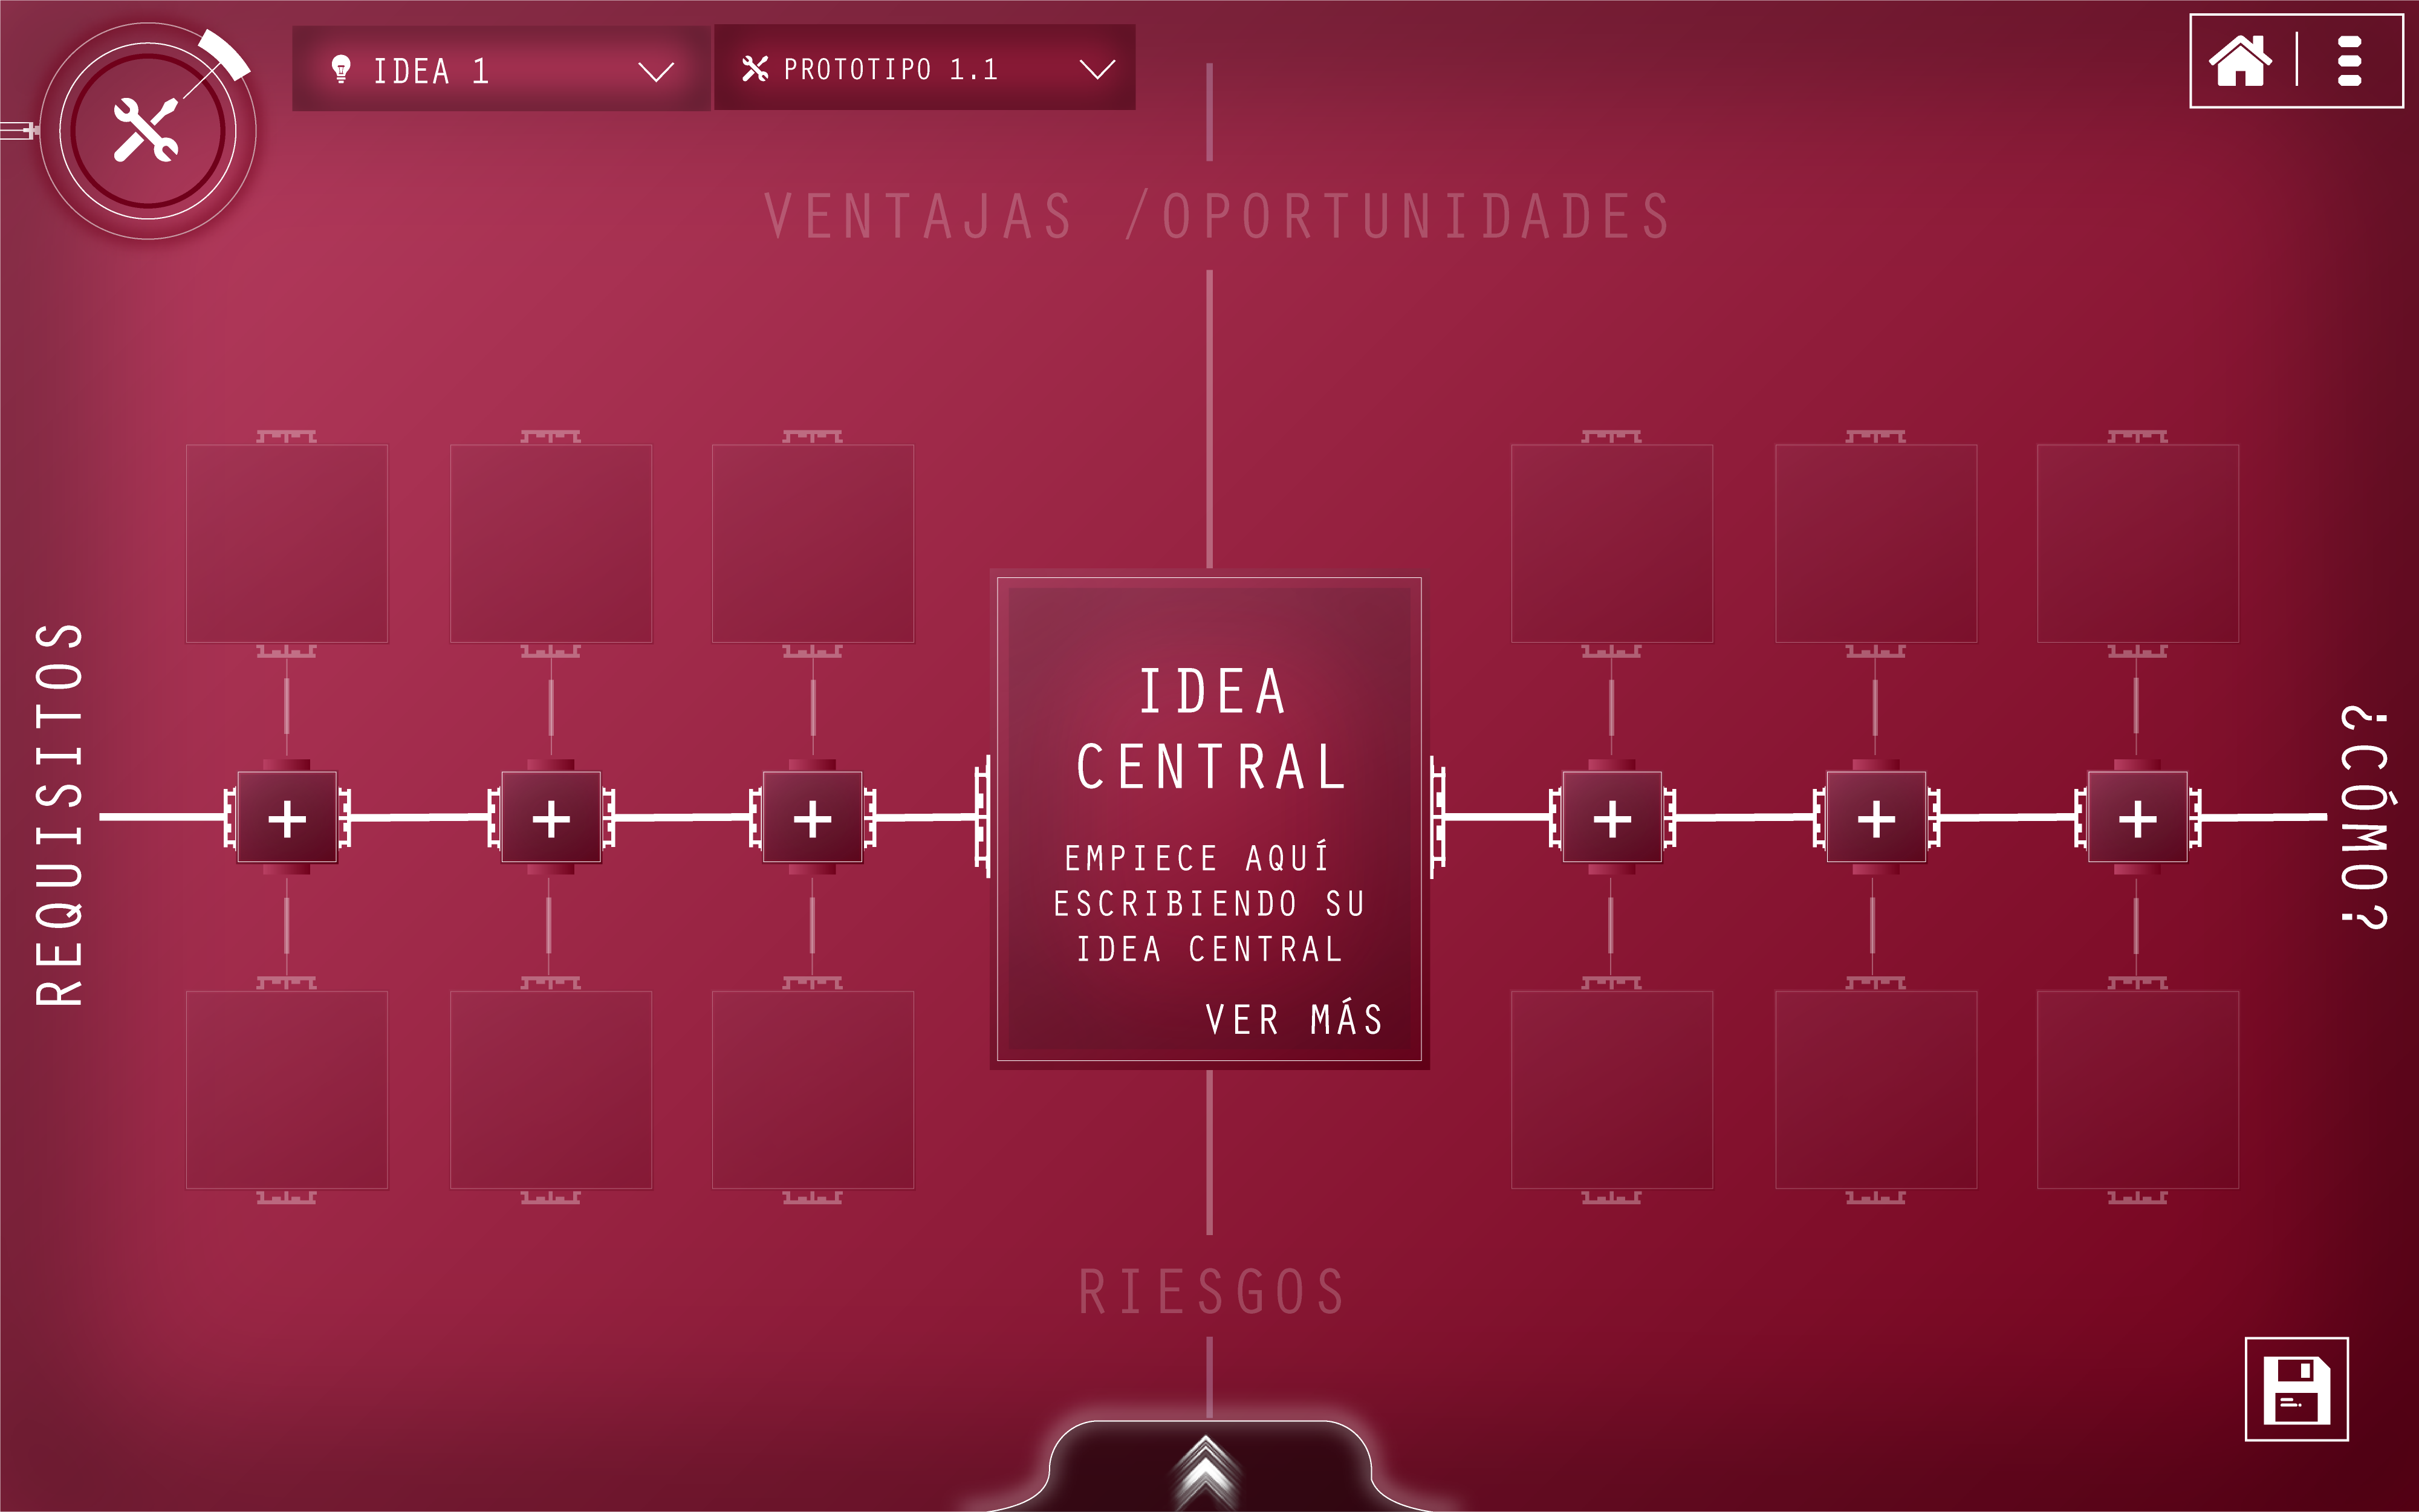 IDEA 1
PROTOTIPO 1.1
VENTAJAS /OPORTUNIDADES
REQUISITOS
IDEA
CENTRAL
EMPIECE AQUÍ
ESCRIBIENDO SU
IDEA CENTRAL
VER MÁS
¿CÓMO?
RIESGOS